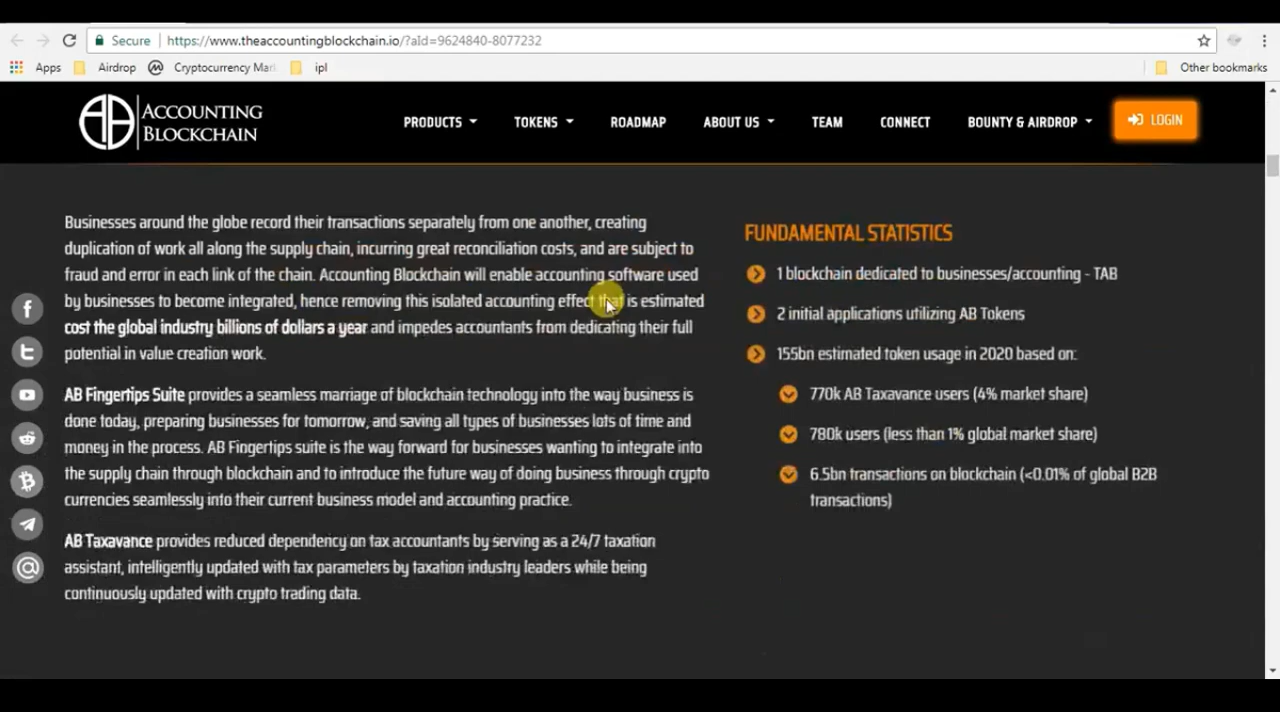 Secure
https://www.theaccountingblockchain.io/?aId=9624840-8077232
Apps
Airdrop
Cryptocurrency Mar
ipl
Other bookmarks
ACCOUNTING
BLOCKCHAIN
PRODUCTS
TOKENS
ROADMAP
ABOUT US
TEAM
CONNECT
BOUNTY & AIRDROP
LOGIN
Businesses around the globe record their transactions separately from one another, creating
duplication of work all along the supply chain, incurring great reconciliation costs, and are subject to
fraud and error in each link of the chain. Accounting Blockchain will enable accounting software used
by businesses to become integrated, hence removing this isolated accounting effect that is estimated
cost the global industry billions of dollars a year and impedes accountants from dedicating their full
potential in value creation work.
AB Fingertips Suite provides a seamless marriage of blockchain technology into the way business is
done today, preparing businesses for tomorrow, and saving all types of businesses lots of time and
money in the process. AB Fingertips suite is the way forward for businesses wanting to integrate into
the supply chain through blockchain and to introduce the future way of doing business through crypto
currencies seamlessly into their current business model and accounting practice.
AB Taxavance provides reduced dependency on tax accountants by serving as a 24/7 taxation
assistant, intelligently updated with tax parameters by taxation industry leaders while being
continuously updated with crypto trading data.
FUNDAMENTAL STATISTICS
1 blockchain dedicated to businesses/accounting - TAB
2 initial applications utilizing AB Tokens
155bn estimated token usage in 2020 based on:
770k AB Taxavance users (4% market share)
780k users (less than 1% global market share)
6.5bn transactions on blockchain (<0.01% of global B2B
transactions)